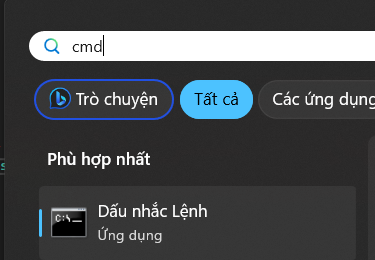 cmd
Trò chuyện Tất cả Các ứng dụng
Phù hợp nhất
C:\
Dấu nhắc Lệnh
Ứng dụng